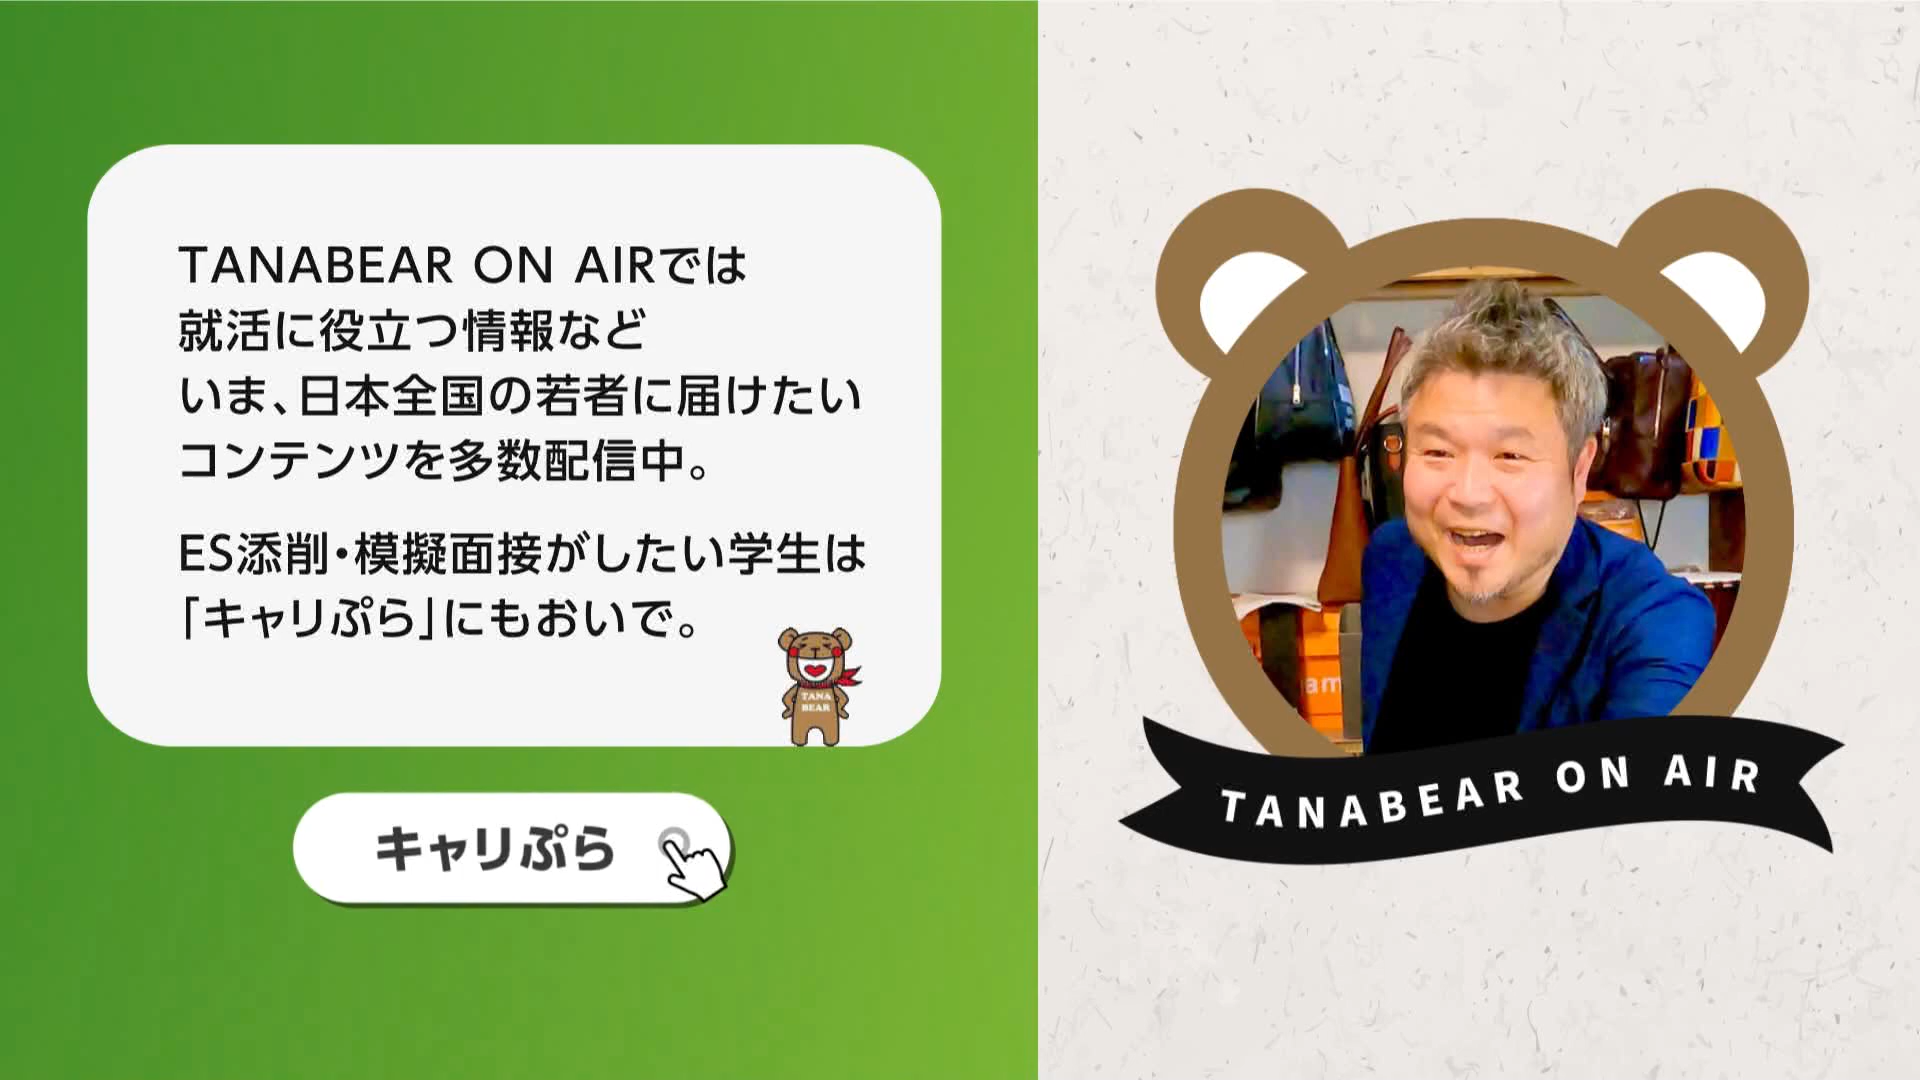 TANABEAR ON AIRでは
就活に役立つ情報など
いま、日本全国の若者に届けたい
コンテンツを多数配信中。
ES添削・模擬面接がしたい学生は
「キャリぷら」にもおいで。
TANA
BEAR
キャリぷら
am
TANABEAR ON AIR